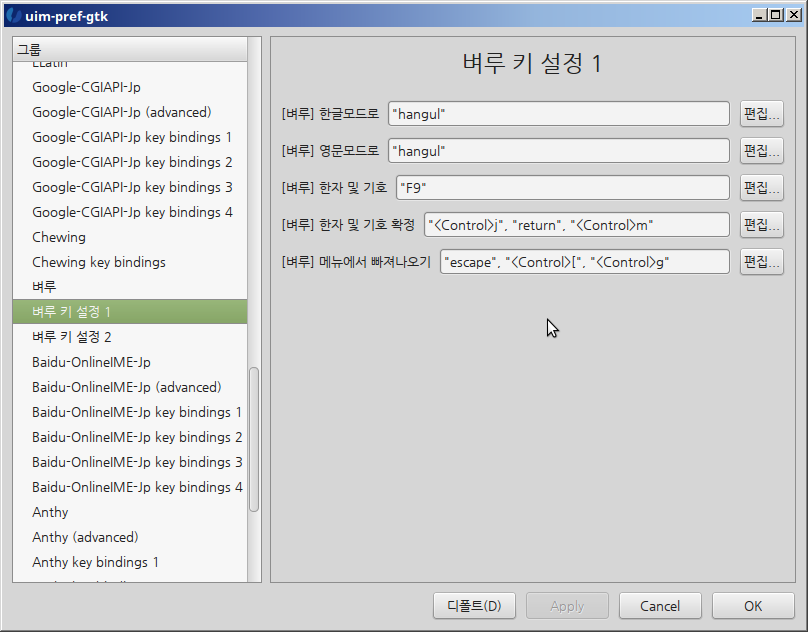 uim-pref-gtk
그룹
ELatin
Google-CGIAPI-Jp
Google-CGIAPI-Jp (advanced)
Google-CGIAPI-Jp key bindings 1
Google-CGIAPI-Jp key bindings 2
Google-CGIAPI-Jp key bindings 3
Google-CGIAPI-Jp key bindings 4
Chewing
Chewing key bindings
벼루
벼루 키 설정 1
벼루 키 설정 2
Baidu-OnlineIME-Jp
Baidu-OnlineIME-Jp (advanced)
Baidu-OnlineIME-Jp key bindings 1
Baidu-OnlineIME-Jp key bindings 2
Baidu-OnlineIME-Jp key bindings 3
Baidu-OnlineIME-Jp key bindings 4
Anthy
Anthy (advanced)
Anthy key bindings 1
벼루 키 설정 1
[벼루] 한글모드로 "hangul" 편집...
[벼루] 영문모드로 "hangul" 편집...
[벼루] 한자 및 기호 "F9" 편집...
[벼루] 한자 및 기호 확정 "<Control>j", "return", "<Control>m" 편집...
[벼루] 메뉴에서 빠져나오기 "escape", "<Control>[", "<Control>g" 편집...
디폴트(D) Apply Cancel OK